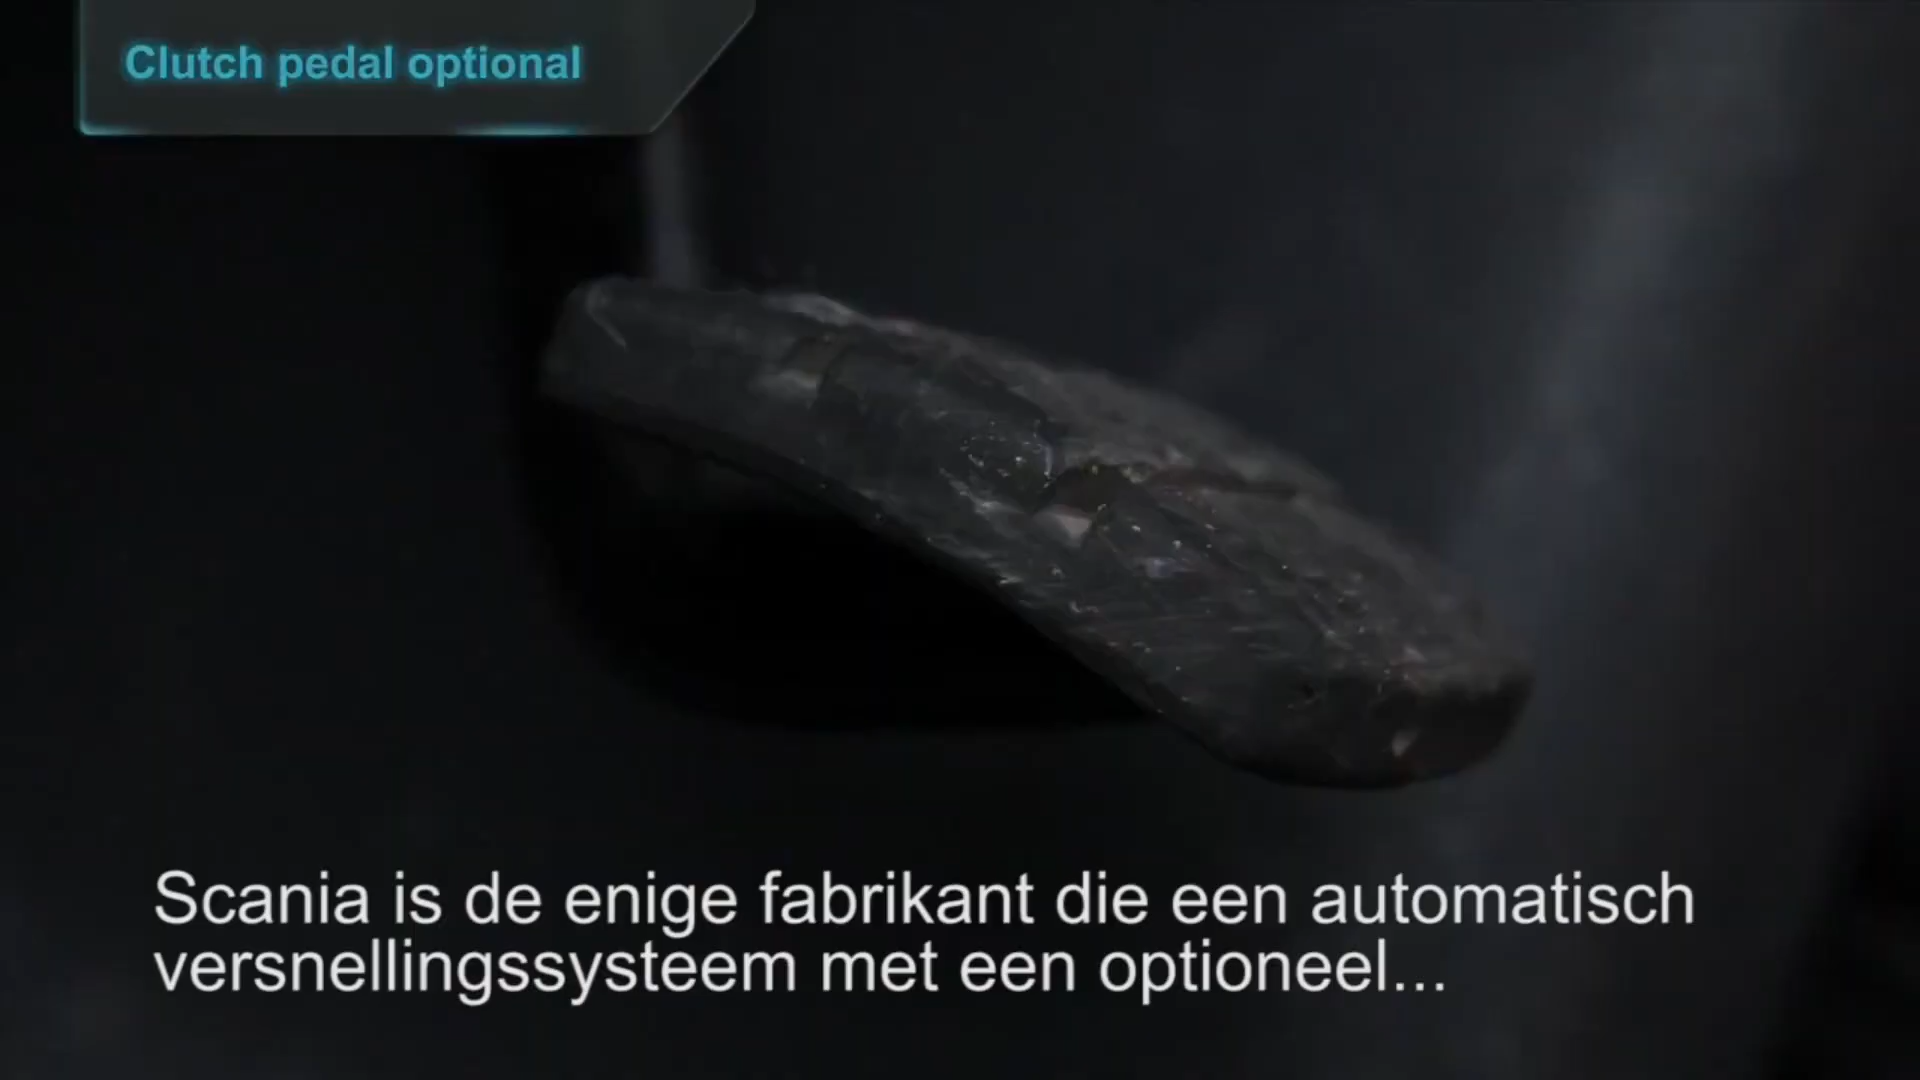 Clutch pedal optional
Scania is de enige fabrikant die een automatisch
versnellingssysteem met een optioneel...